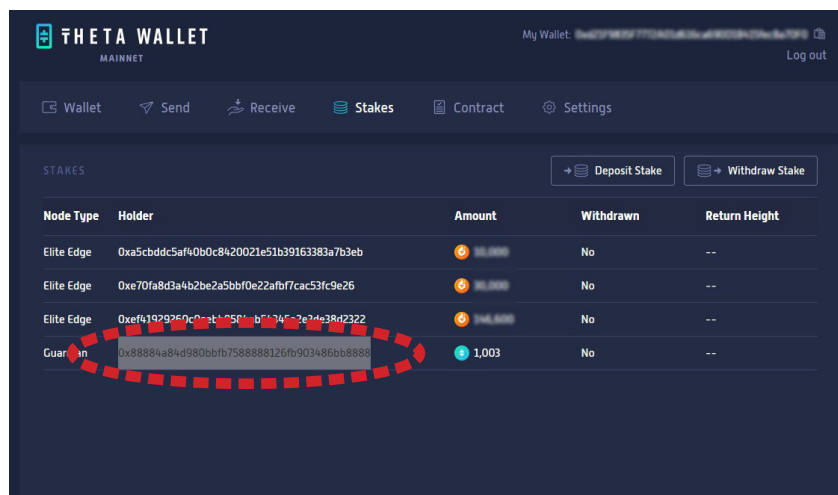 THETA WALLET
MAINNET
My Wallet:
Log out
Wallet Send Receive Stakes Contract Settings
STAKES Deposit Stake Withdraw Stake
Node Type Holder Amount Withdrawn Return Height
Elite Edge 0xa5cbddc5af40b0c8420021e51b39163383a7b3eb No --
Elite Edge 0xe70fa8d3a4b2be2a5bbf0e22afbf7cac53fc9e26 No --
Elite Edge No --
Guardian 0x88884a84d980bbfb7588888126fb903486bb8888 1,003 No --